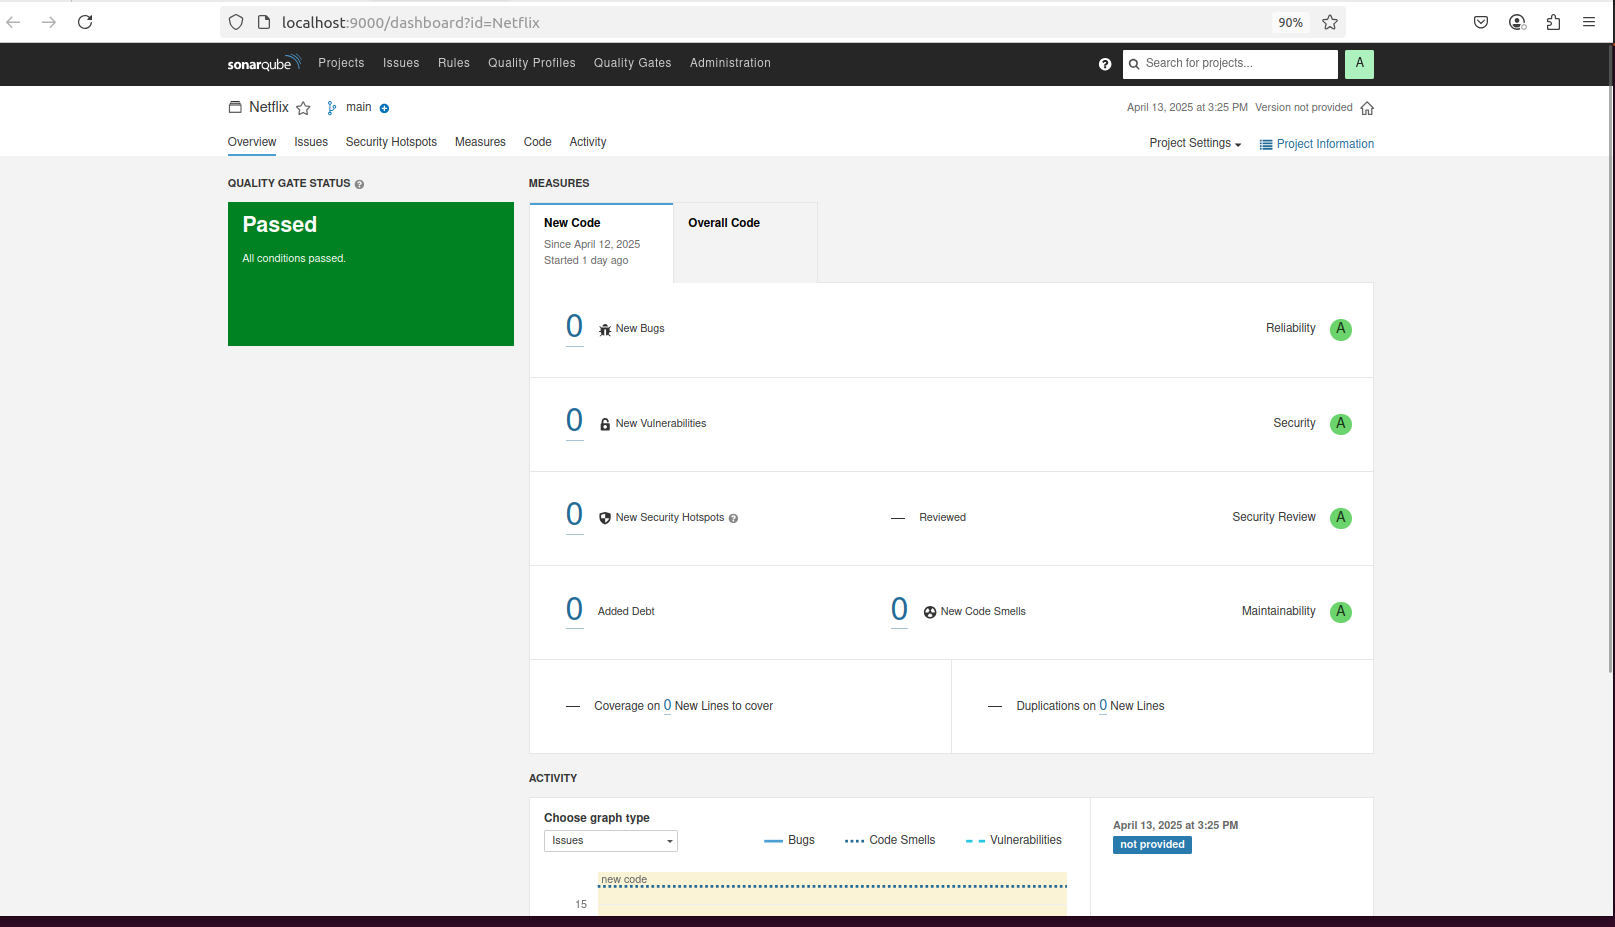 localhost:9000/dashboard?id=Netflix
90%
sonarqube Projects Issues Rules Quality Profiles Quality Gates Administration
Search for projects...
A
Netflix main
April 13, 2025 at 3:25 PM Version not provided
Overview Issues Security Hotspots Measures Code Activity
Project Settings Project Information
QUALITY GATE STATUS
Passed
All conditions passed.
MEASURES
New Code
Since April 12, 2025
Started 1 day ago
Overall Code
0 New Bugs
Reliability A
0 New Vulnerabilities
Security A
0 New Security Hotspots
— Reviewed
Security Review A
0 Added Debt
0 New Code Smells
Maintainability A
— Coverage on 0 New Lines to cover
— Duplications on 0 New Lines
ACTIVITY
Choose graph type
Issues
Bugs Code Smells Vulnerabilities
new code
15
April 13, 2025 at 3:25 PM
not provided